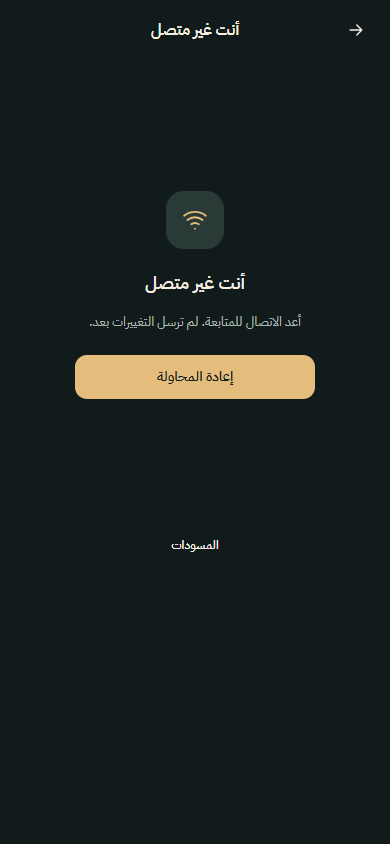 أنت غير متصل
أنت غير متصل
أعد الاتصال للمتابعة. لم ترسل التغييرات بعد.
إعادة المحاولة
المسودات